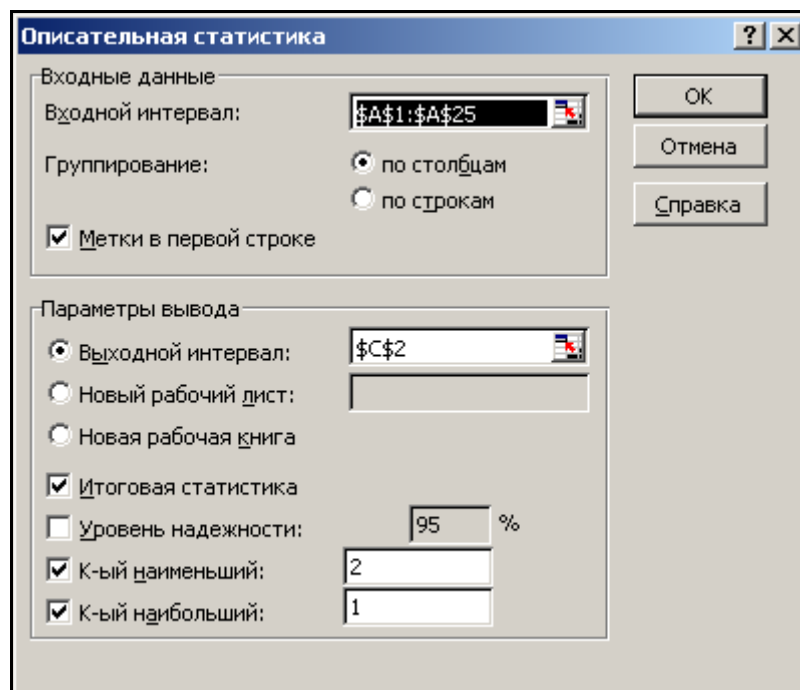 Описательная статистика
Входные данные
Входной интервал: $A$1:$A$25
Группирование: по столбцам
по строкам
Метки в первой строке
OK
Отмена
Справка
Параметры вывода
Выходной интервал: $C$2
Новый рабочий лист:
Новая рабочая книга
Итоговая статистика
Уровень надежности: 95 %
К-ый наименьший: 2
К-ый наибольший: 1